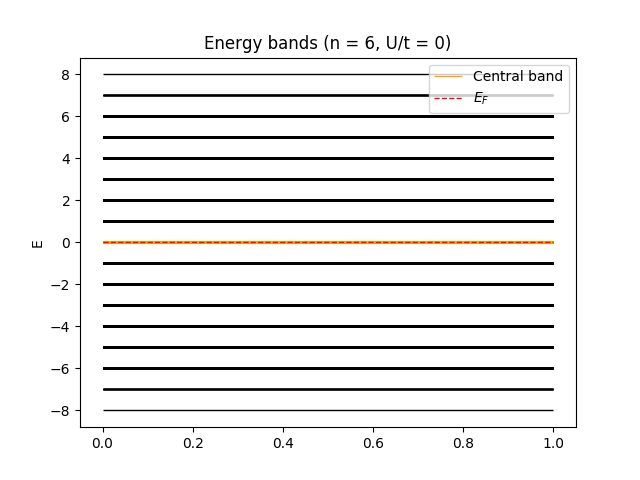 Energy bands (n = 6, U/t = 0)
Central band
E_F
E
8
6
4
2
0
−2
−4
−6
−8
0.0 0.2 0.4 0.6 0.8 1.0